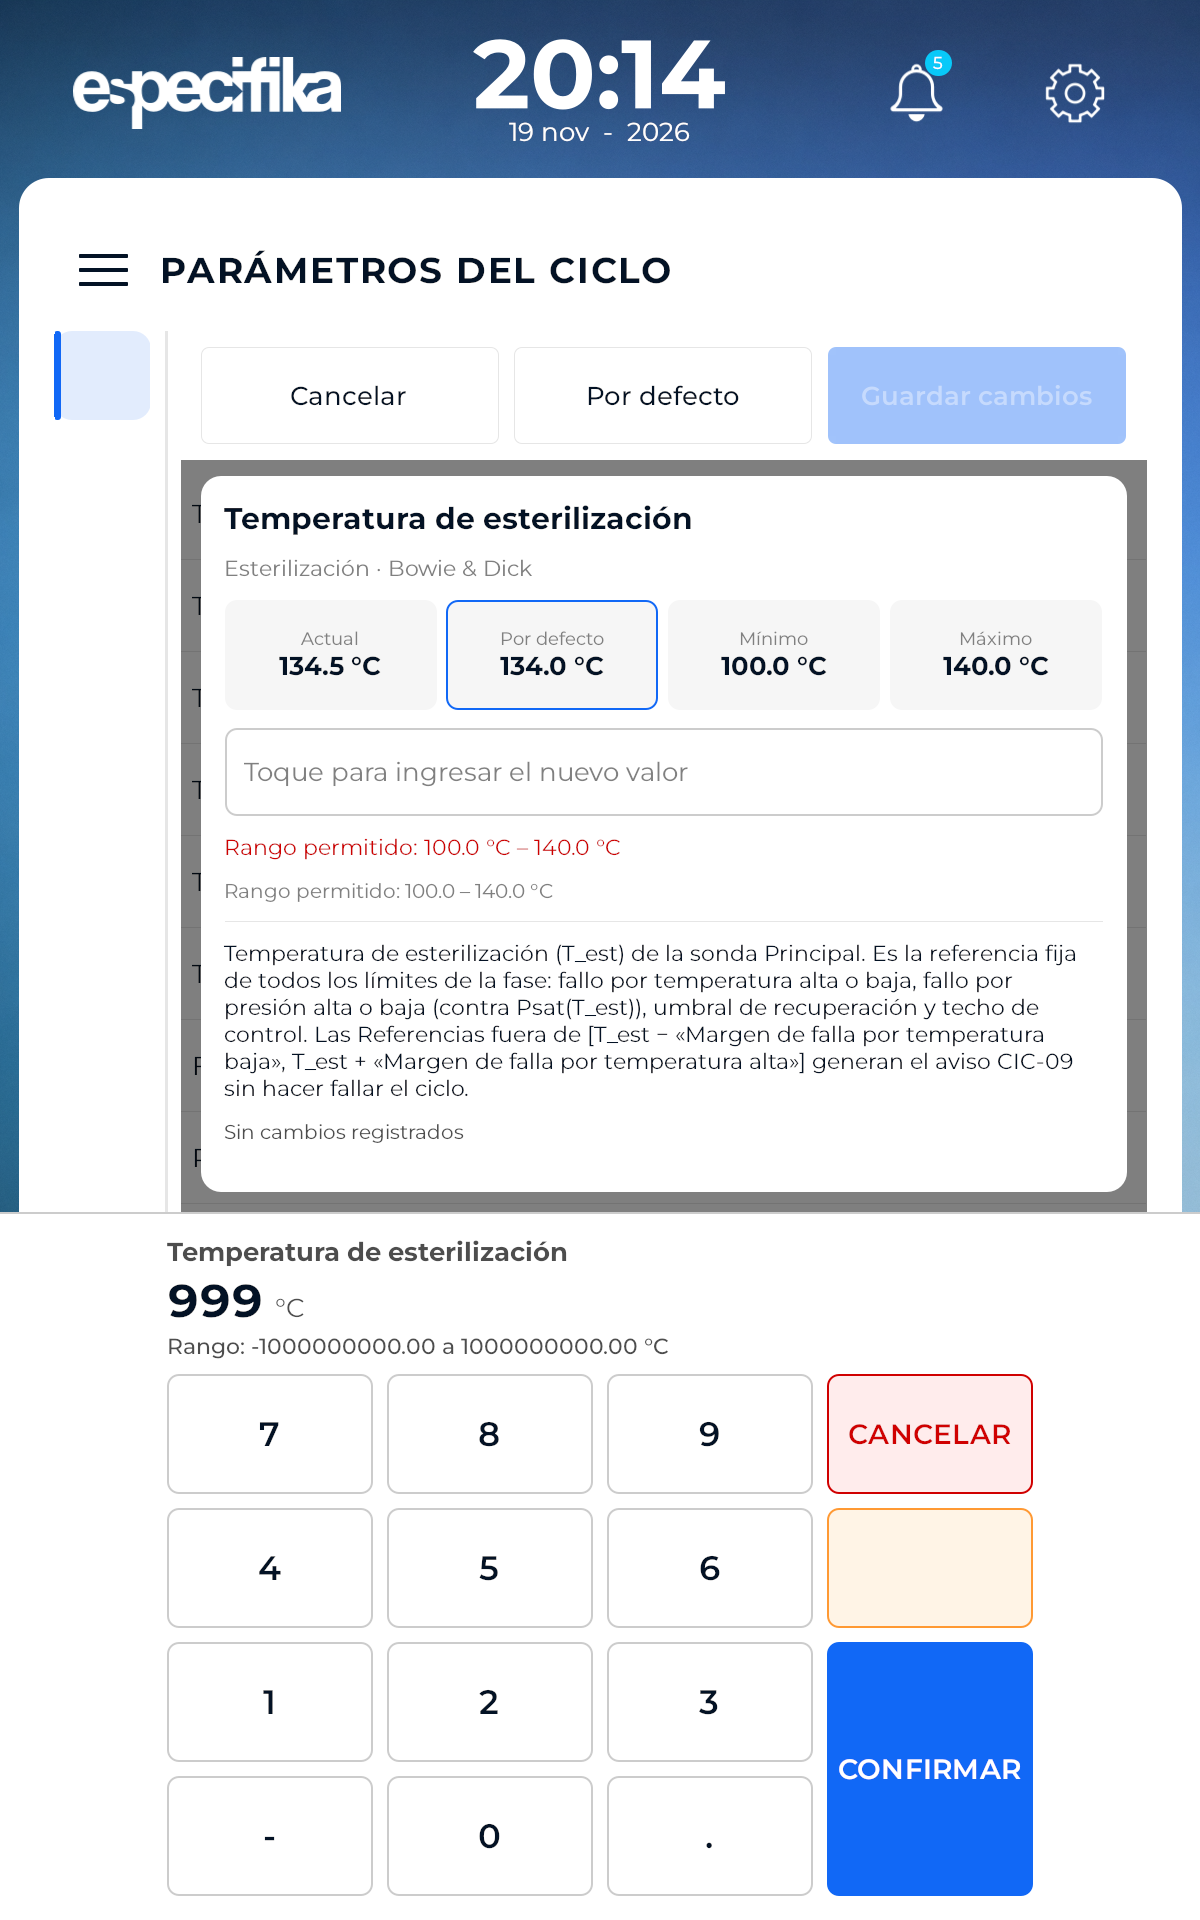 especifika
20:14
5
19 nov - 2026
PARÁMETROS DEL CICLO
Cancelar
Por defecto
Guardar cambios
Temperatura de esterilización
Esterilización · Bowie & Dick
Actual
134.5 °C
Por defecto
134.0 °C
Mínimo
100.0 °C
Máximo
140.0 °C
Toque para ingresar el nuevo valor
Rango permitido: 100.0 °C – 140.0 °C
Rango permitido: 100.0 – 140.0 °C
Temperatura de esterilización (T_est) de la sonda Principal. Es la referencia fija
de todos los límites de la fase: fallo por temperatura alta o baja, fallo por
presión alta o baja (contra Psat(T_est)), umbral de recuperación y techo de
control. Las Referencias fuera de [T_est − «Margen de falla por temperatura
baja», T_est + «Margen de falla por temperatura alta»] generan el aviso CIC-09
sin hacer fallar el ciclo.
Sin cambios registrados
Temperatura de esterilización
999 °C
Rango: -1000000000.00 a 1000000000.00 °C
7
8
9
CANCELAR
4
5
6
1
2
3
CONFIRMAR
-
0
.